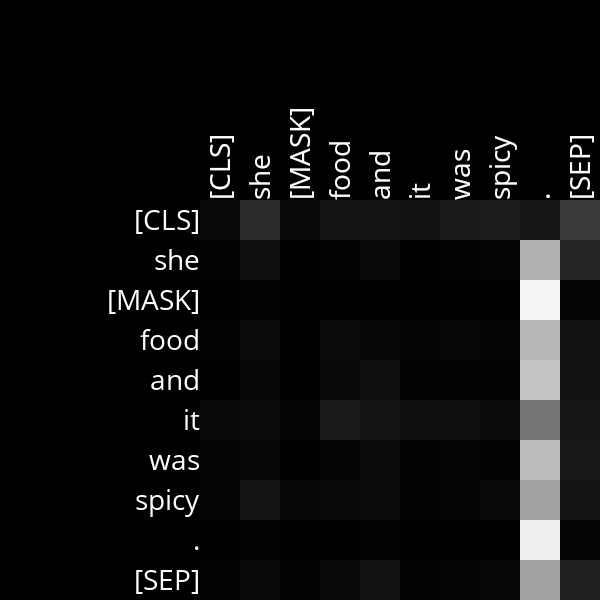 [CLS] she [MASK] food and it was spicy . [SEP]
[CLS]
she
[MASK]
food
and
it
was
spicy
.
[SEP]